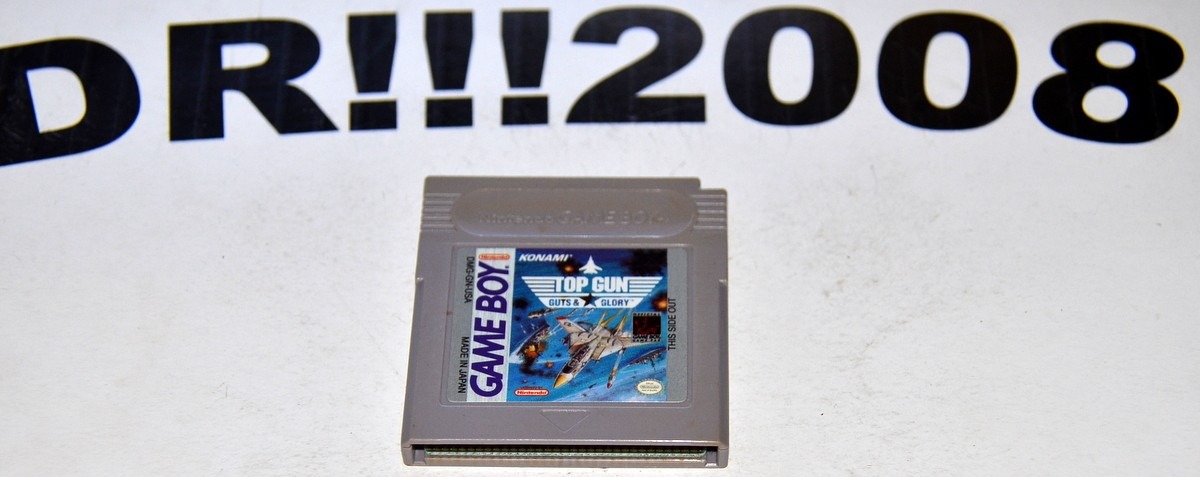 DR!!!2008
Nintendo GAME BOY
DMG-GN-USA
MADE IN JAPAN
Nintendo
GAME BOY
KONAMI
TOP GUN
GUTS & GLORY
THIS SIDE OUT
Nintendo